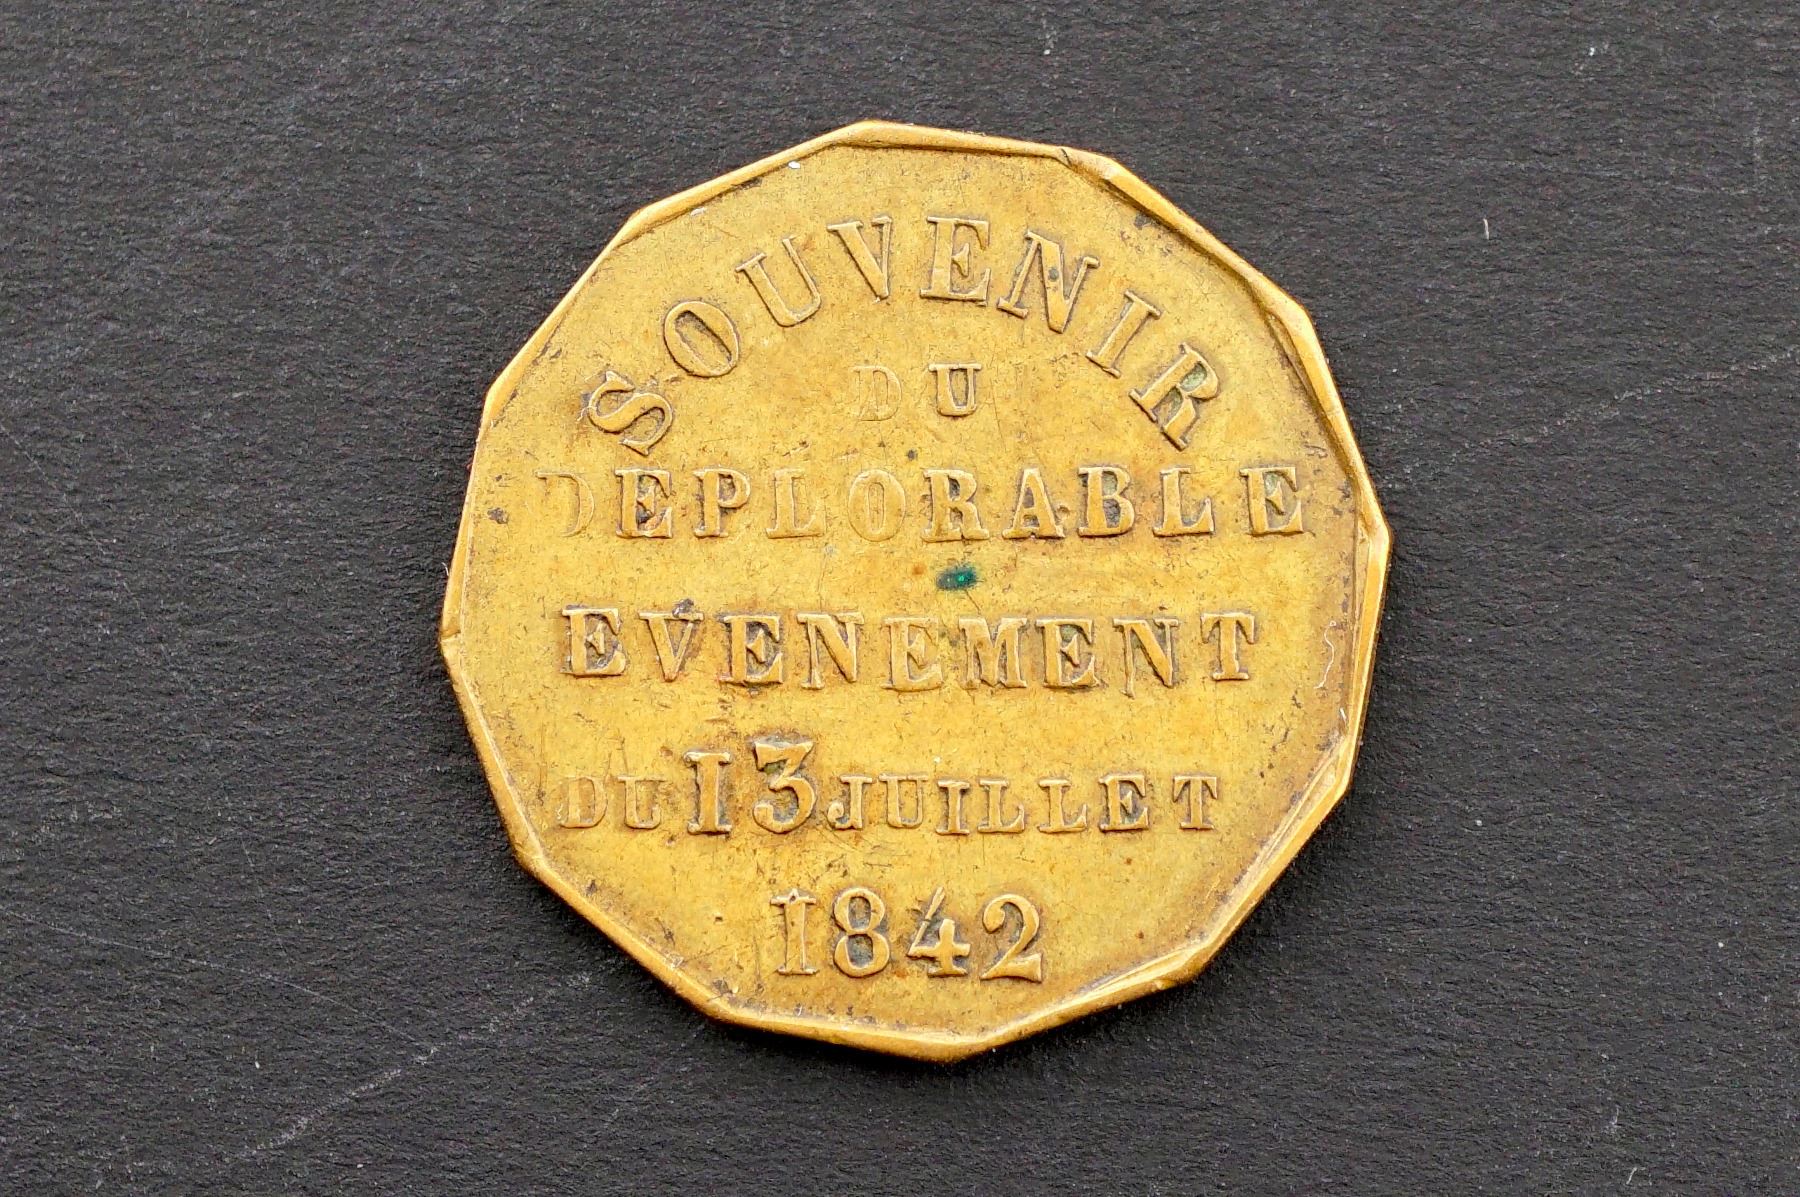 SOUVENIR
DU
DEPLORABLE
EVENEMENT
DU 13 JUILLET
1842